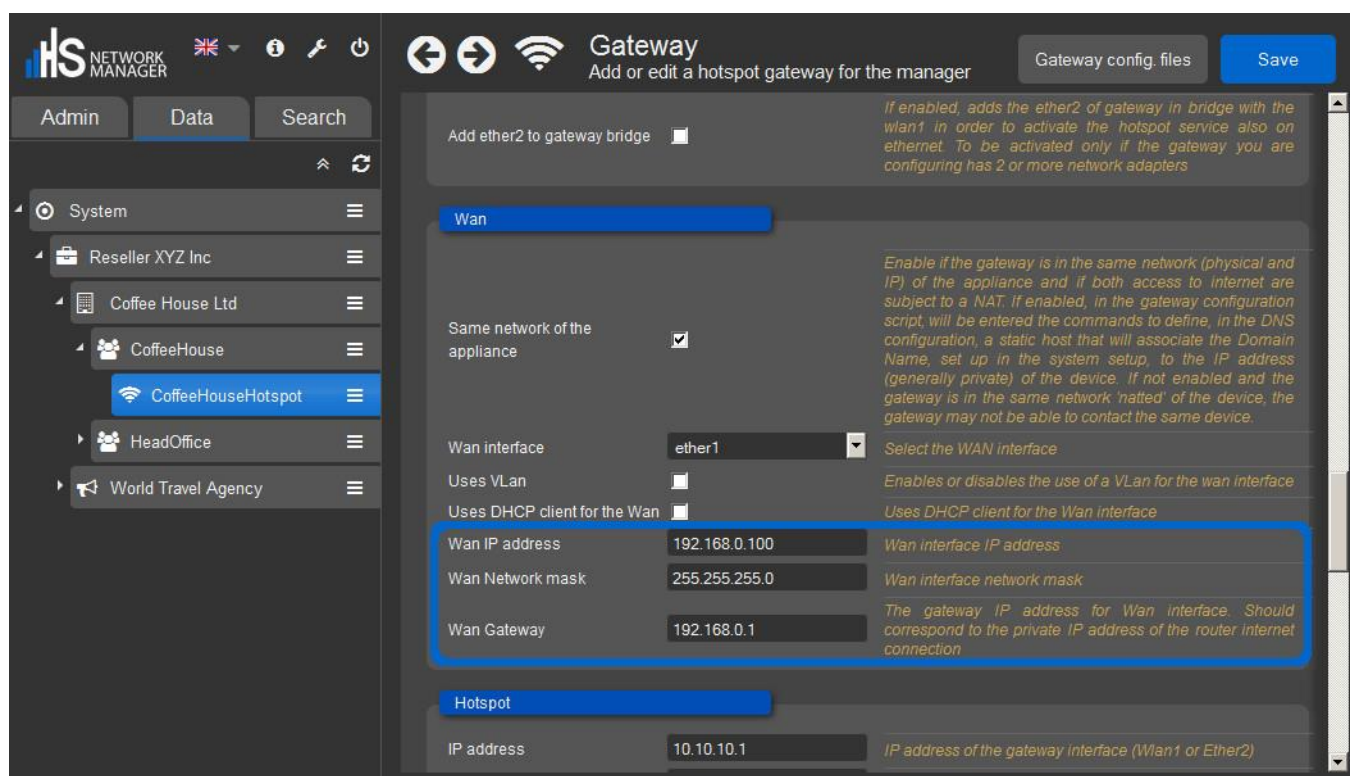 HS NETWORK
MANAGER
Gateway
Add or edit a hotspot gateway for the manager
Gateway config. files
Save
Admin
Data
Search
System
Reseller XYZ Inc
Coffee House Ltd
CoffeeHouse
CoffeeHouseHotspot
HeadOffice
World Travel Agency
Add ether2 to gateway bridge
If enabled, adds the ether2 of gateway in bridge with the
wlan1 in order to activate the hotspot service also on
ethernet. To be activated only if the gateway you are
configuring has 2 or more network adapters
Wan
Same network of the
appliance
Enable if the gateway is in the same network (physical and
IP) of the appliance and if both access to internet are
subject to a NAT. If enabled, in the gateway configuration
script, will be entered the commands to define, in the DNS
configuration, a static host that will associate the Domain
Name, set up in the system setup, to the IP address
(generally private) of the device. If not enabled and the
gateway is in the same network 'natted' of the device, the
gateway may not be able to contact the same device.
Wan interface
ether1
Select the WAN interface
Uses VLan
Enables or disables the use of a VLan for the wan interface
Uses DHCP client for the Wan
Uses DHCP client for the Wan interface
Wan IP address
192.168.0.100
Wan interface IP address
Wan Network mask
255.255.255.0
Wan interface network mask
Wan Gateway
192.168.0.1
The gateway IP address for Wan interface. Should
correspond to the private IP address of the router internet
connection
Hotspot
IP address
10.10.10.1
IP address of the gateway interface (Wlan1 or Ether2)